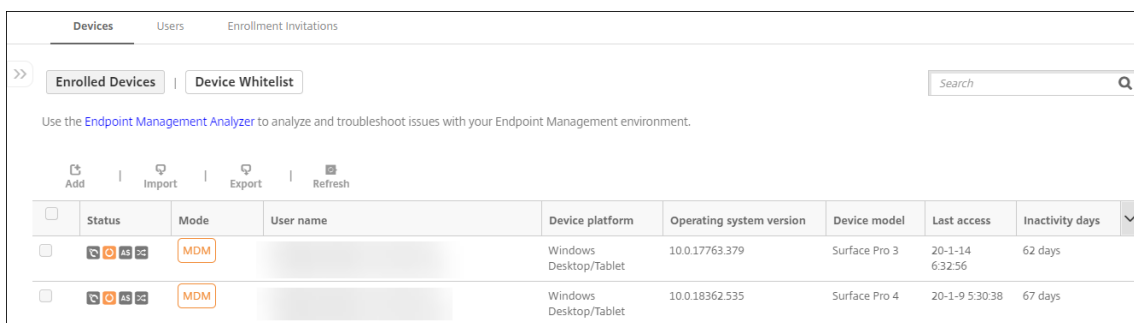 Devices Users Enrollment Invitations
Enrolled Devices | Device Whitelist Search
Use the Endpoint Management Analyzer to analyze and troubleshoot issues with your Endpoint Management environment.
Add | Import | Export | Refresh
Status Mode User name Device platform Operating system version Device model Last access Inactivity days
AS MDM Windows 10.0.17763.379 Surface Pro 3 20-1-14 62 days
Desktop/Tablet 6:32:56
AS MDM Windows 10.0.18362.535 Surface Pro 4 20-1-9 5:30:38 67 days
Desktop/Tablet